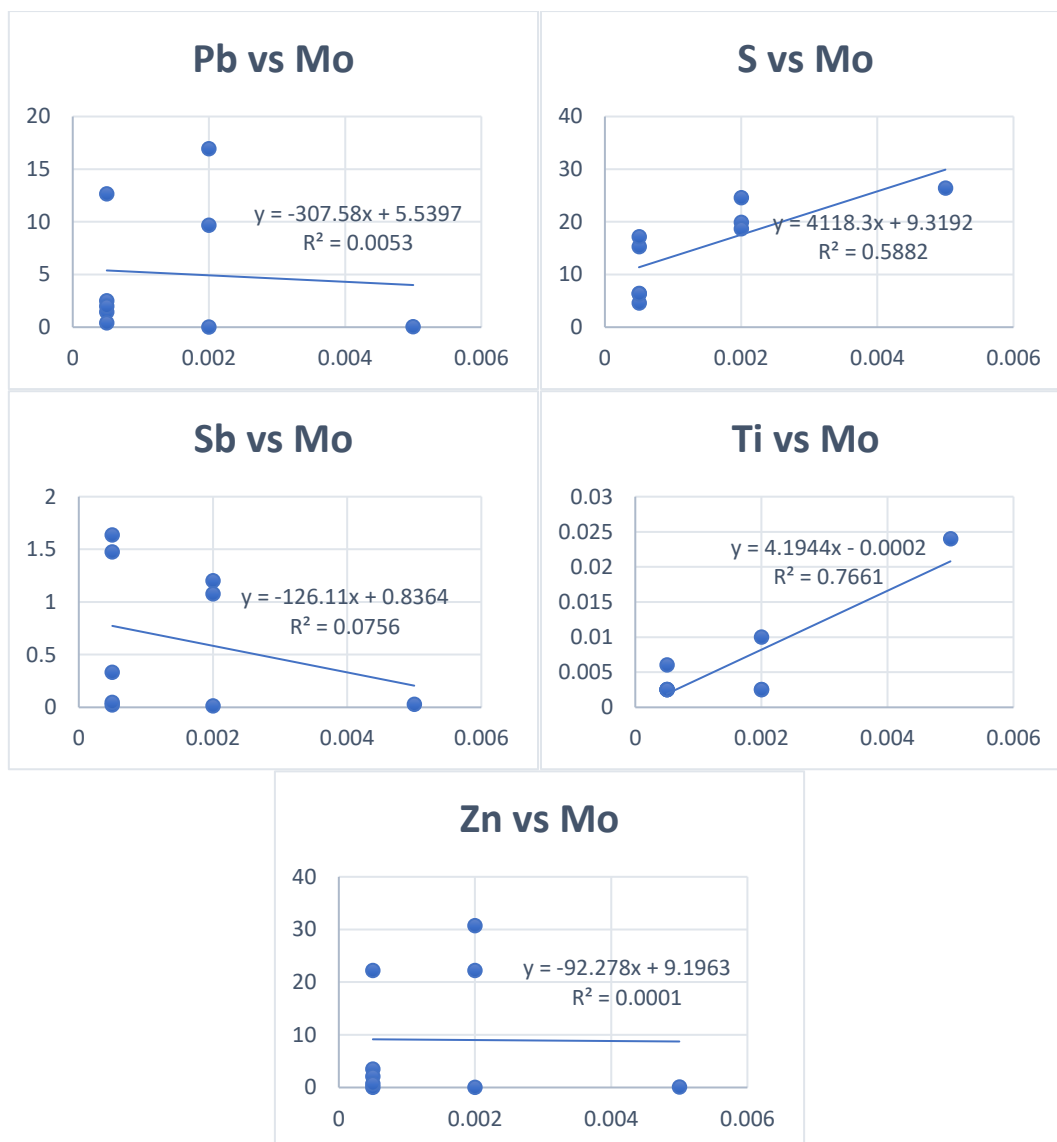 Pb vs Mo
20
15
10
5
0
0 0.002 0.004 0.006
y = -307.58x + 5.5397
R² = 0.0053
S vs Mo
40
30
20
10
0
0 0.002 0.004 0.006
y = 4118.3x + 9.3192
R² = 0.5882
Sb vs Mo
2
1.5
1
0.5
0
0 0.002 0.004 0.006
y = -126.11x + 0.8364
R² = 0.0756
Ti vs Mo
0.03
0.025
0.02
0.015
0.01
0.005
0
0 0.002 0.004 0.006
y = 4.1944x - 0.0002
R² = 0.7661
Zn vs Mo
40
30
20
10
0
0 0.002 0.004 0.006
y = -92.278x + 9.1963
R² = 0.0001